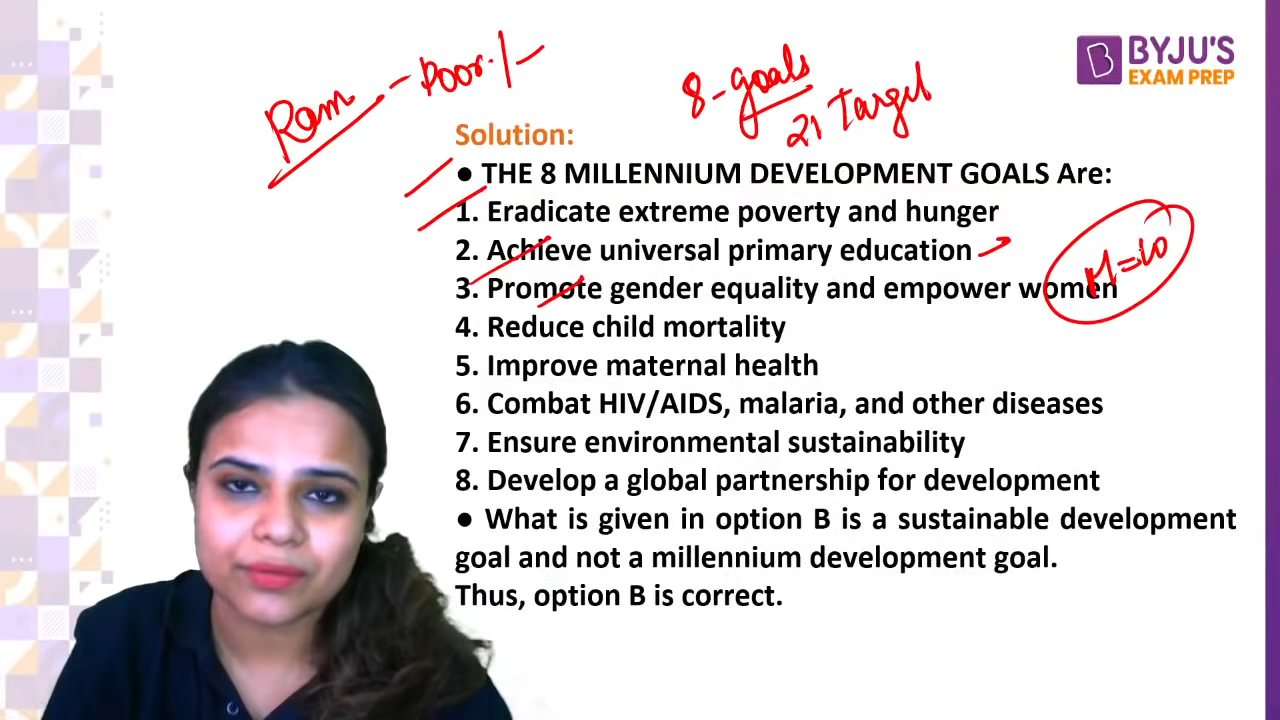 BYJU'S
EXAM PREP
Ram - Poor
8-goals
21 Target
Solution:
● THE 8 MILLENNIUM DEVELOPMENT GOALS Are:
1. Eradicate extreme poverty and hunger
2. Achieve universal primary education
3. Promote gender equality and empower women
M=W
4. Reduce child mortality
5. Improve maternal health
6. Combat HIV/AIDS, malaria, and other diseases
7. Ensure environmental sustainability
8. Develop a global partnership for development
● What is given in option B is a sustainable development
goal and not a millennium development goal.
Thus, option B is correct.